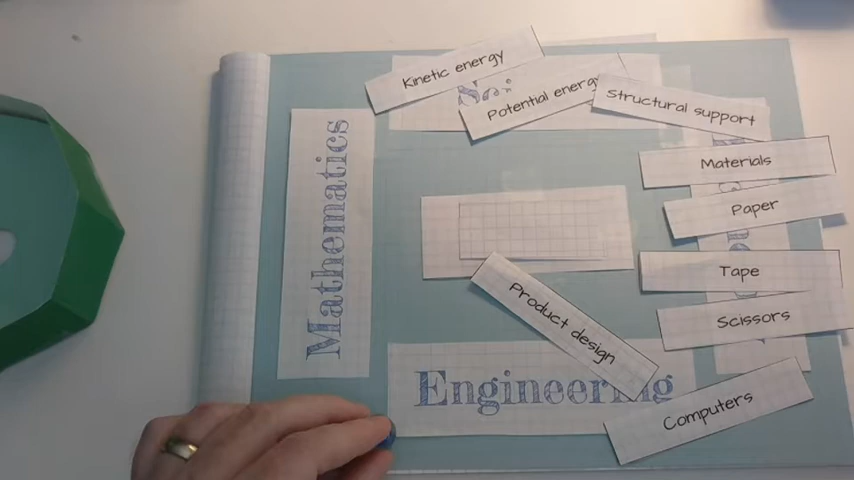 Kinetic energy
Potential energy
Structural support
Mathematics
Materials
Paper
Tape
Product design
Scissors
Engineering
Computers